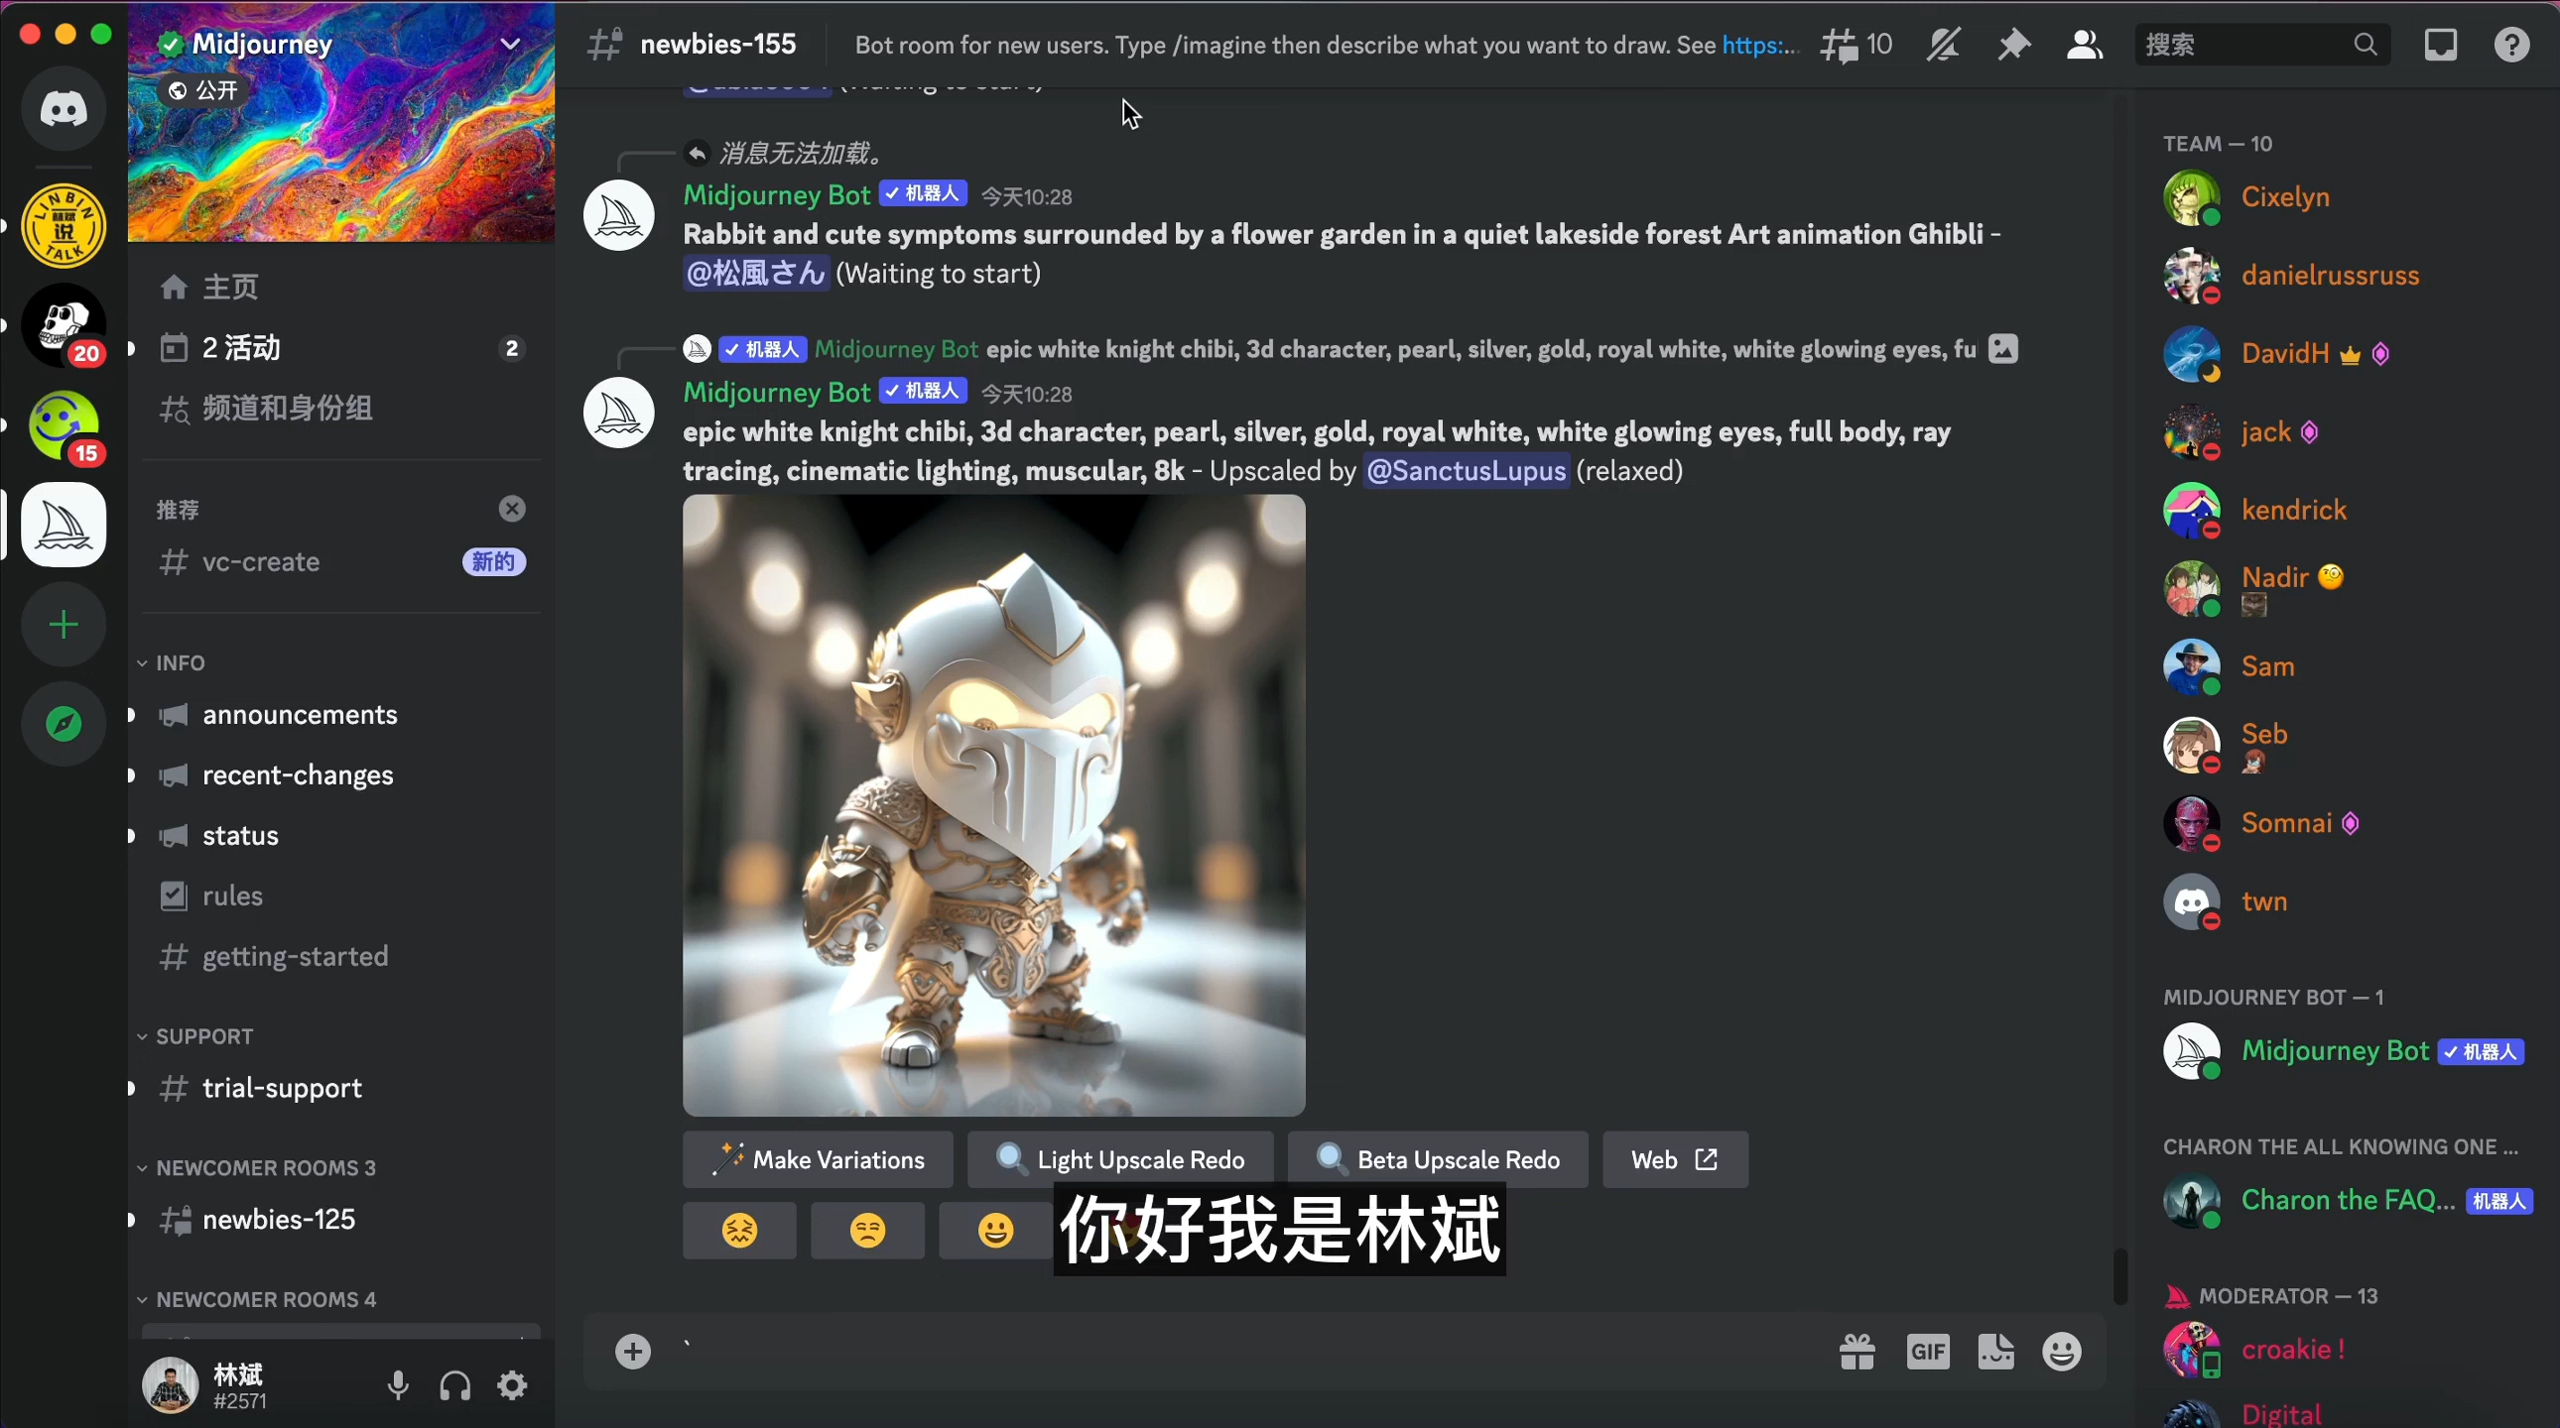 Midjourney
公开
主页
2 活动
2
频道和身份组
推荐
vc-create
新的
INFO
announcements
recent-changes
status
rules
getting-started
SUPPORT
trial-support
NEWCOMER ROOMS 3
newbies-125
NEWCOMER ROOMS 4
林斌
#2571
LINBIN
林斌
说
TALK
20
15
newbies-155
Bot room for new users. Type /imagine then describe what you want to draw. See https:...
10
搜索
(Waiting to start)
消息无法加载。
Midjourney Bot ✓ 机器人 今天10:28
Rabbit and cute symptoms surrounded by a flower garden in a quiet lakeside forest Art animation Ghibli -
@松風さん (Waiting to start)
✓ 机器人 Midjourney Bot epic white knight chibi, 3d character, pearl, silver, gold, royal white, white glowing eyes, fu
Midjourney Bot ✓ 机器人 今天10:28
epic white knight chibi, 3d character, pearl, silver, gold, royal white, white glowing eyes, full body, ray
tracing, cinematic lighting, muscular, 8k - Upscaled by @SanctusLupus (relaxed)
Make Variations
Light Upscale Redo
Beta Upscale Redo
Web
你好我是林斌
`
GIF
TEAM — 10
Cixelyn
danielrussruss
DavidH
jack
kendrick
Nadir
Sam
Seb
Somnai
twn
MIDJOURNEY BOT — 1
Midjourney Bot ✓ 机器人
CHARON THE ALL KNOWING ONE ...
Charon the FAQ... 机器人
MODERATOR — 13
croakie !
Digital